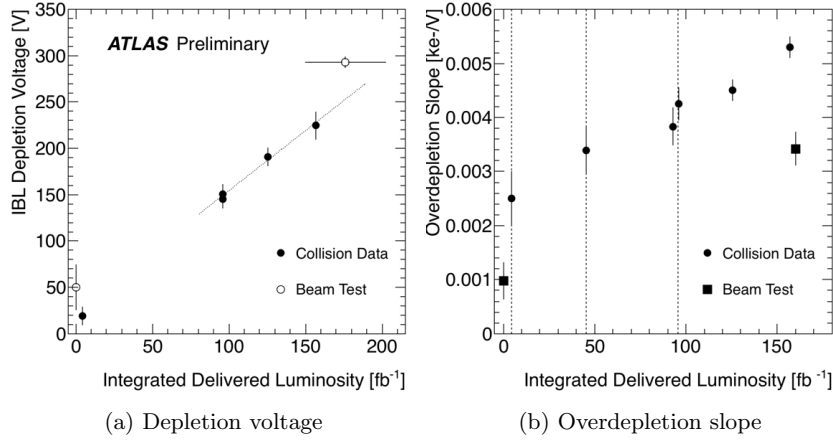 350
300
250
200
150
100
50
0
IBL Depletion Voltage [V]
ATLAS Preliminary
Collision Data
Beam Test
0 50 100 150 200
Integrated Delivered Luminosity [fb-1]
(a) Depletion voltage
0.006
0.005
0.004
0.003
0.002
0.001
0
Overdepletion Slope [ke-/V]
Collision Data
Beam Test
0 50 100 150
Integrated Delivered Luminosity [fb-1]
(b) Overdepletion slope